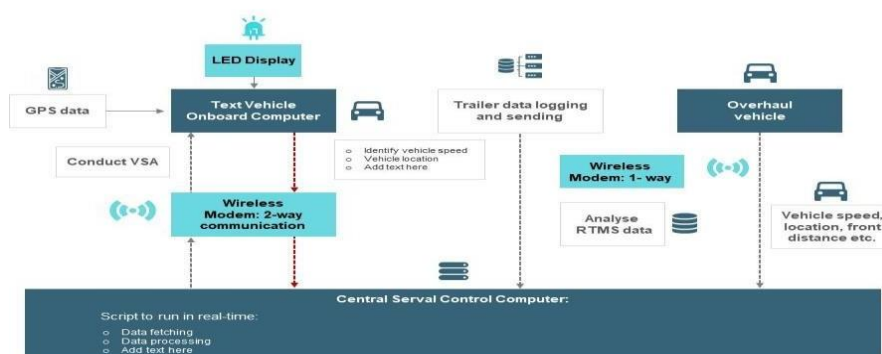 LED Display
GPS data
Text Vehicle
Onboard Computer
Trailer data logging
and sending
Overhaul
vehicle
Conduct VSA
o Identify vehicle speed
o Vehicle location
o Add text here
Wireless
Modem: 1- way
Wireless
Modem: 2-way
communication
Analyse
RTMS data
Vehicle speed,
location, front
distance etc.
Central Serval Control Computer:
Script to run in real-time:
o Data fetching
o Data processing
o Add text here